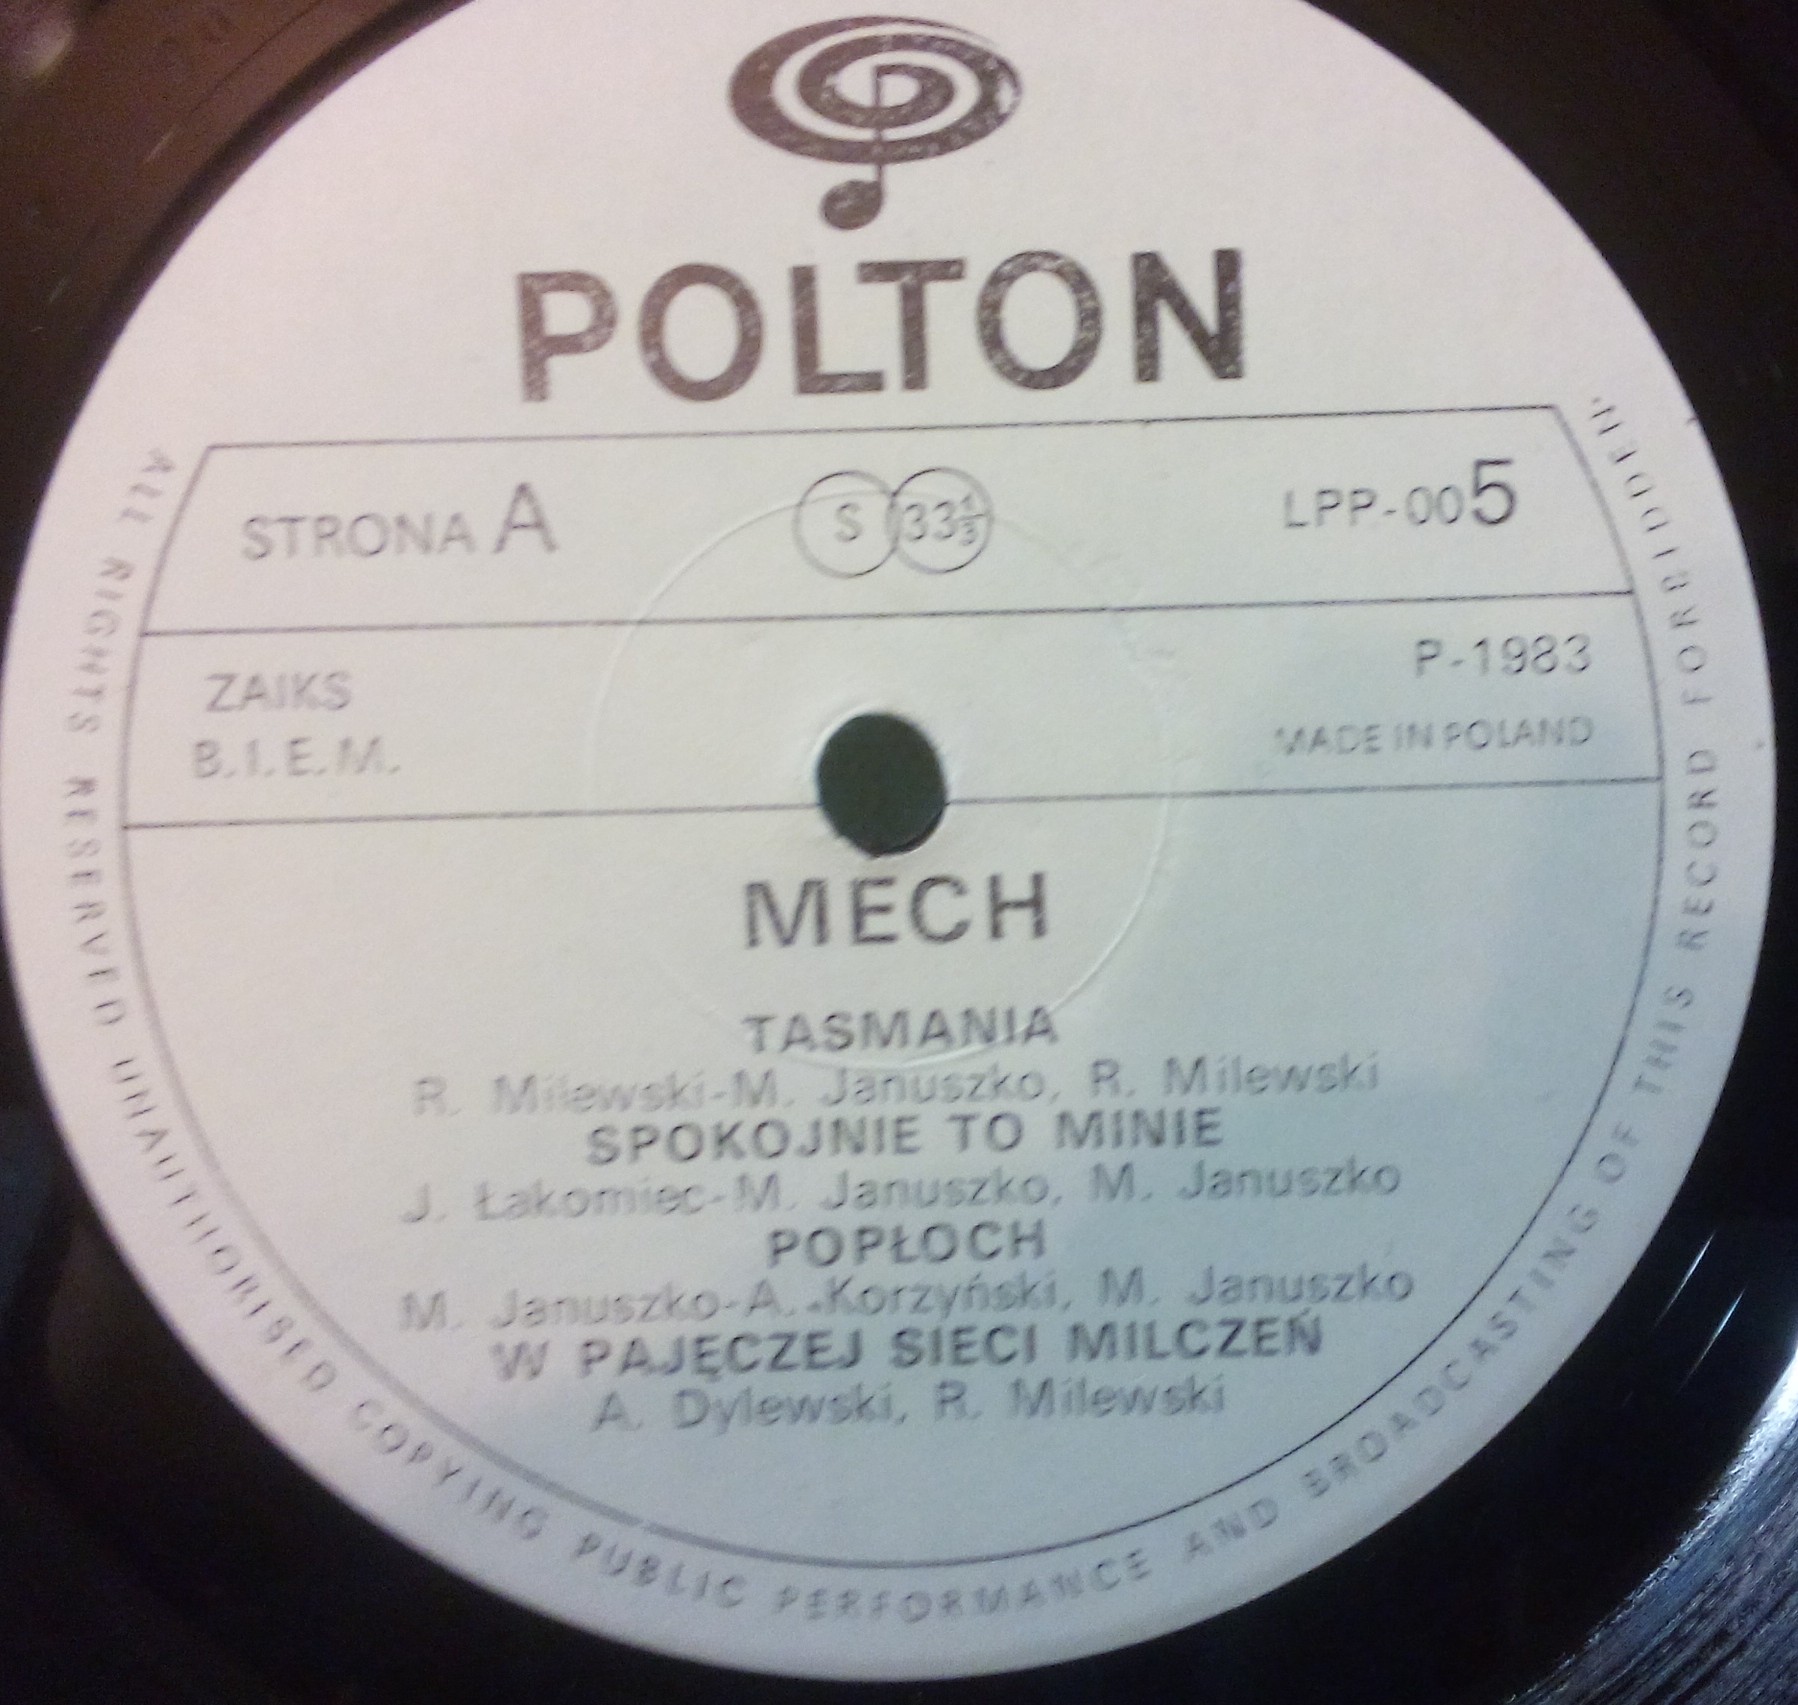 POLTON
STRONA A
S 33⅓
LPP-005
ZAIKS
B.I.E.M.
P-1983
MADE IN POLAND
MECH
TASMANIA
R. Milewski-M. Januszko, R. Milewski
SPOKOJNIE TO MINIE
J. Łakomiec-M. Januszko, M. Januszko
POPŁOCH
M. Januszko-A. Korzyński, M. Januszko
W PAJĘCZEJ SIECI MILCZEŃ
A. Dylewski, R. Milewski
ALL RIGHTS RESERVED UNAUTHORISED COPYING PUBLIC PERFORMANCE AND BROADCASTING OF THIS RECORD FORBIDDEN